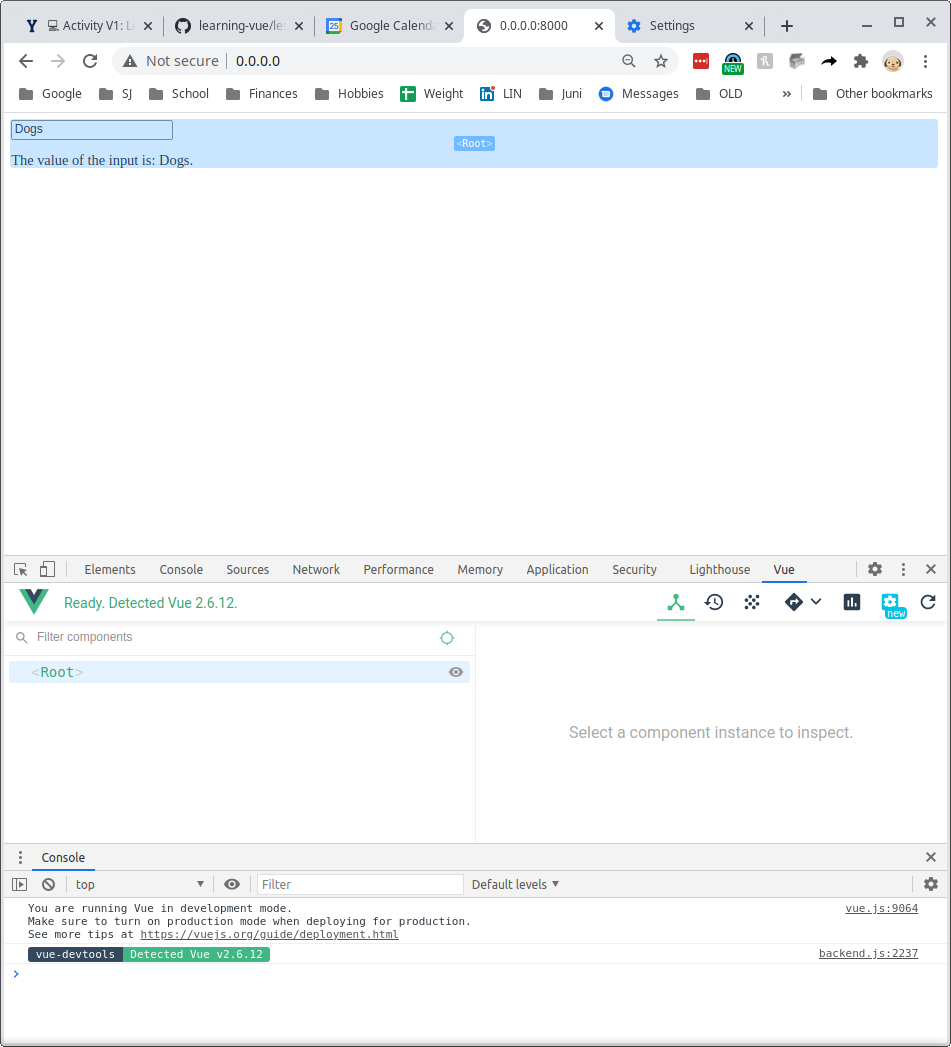 Y Activity V1: Le
learning-vue/les
25 Google Calenda
0.0.0.0:8000
Settings
Not secure 0.0.0.0
NEW
Google SJ School Finances Hobbies Weight LIN Juni Messages OLD » Other bookmarks
Dogs
<Root>
The value of the input is: Dogs.
Elements Console Sources Network Performance Memory Application Security Lighthouse Vue
Ready. Detected Vue 2.6.12.
new
Filter components
<Root>
Select a component instance to inspect.
Console
top Filter Default levels
You are running Vue in development mode. vue.js:9064
Make sure to turn on production mode when deploying for production.
See more tips at https://vuejs.org/guide/deployment.html
vue-devtools Detected Vue v2.6.12 backend.js:2237
>